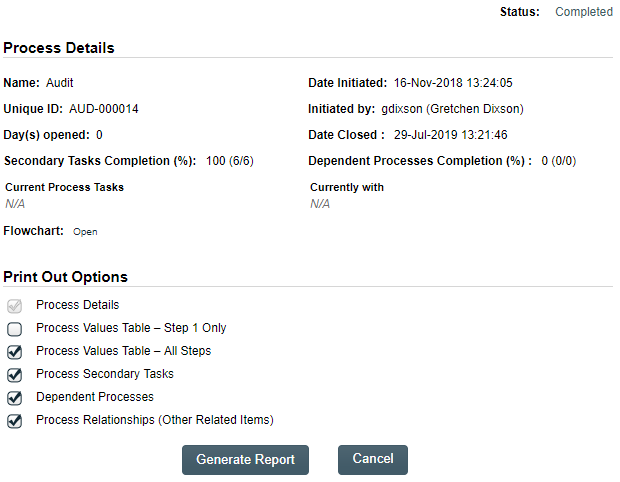 Status: Completed
Process Details
Name: Audit Date Initiated: 16-Nov-2018 13:24:05
Unique ID: AUD-000014 Initiated by: gdixson (Gretchen Dixson)
Day(s) opened: 0 Date Closed : 29-Jul-2019 13:21:46
Secondary Tasks Completion (%): 100 (6/6) Dependent Processes Completion (%) : 0 (0/0)
Current Process Tasks Currently with
N/A N/A
Flowchart: Open
Print Out Options
Process Details
Process Values Table – Step 1 Only
Process Values Table – All Steps
Process Secondary Tasks
Dependent Processes
Process Relationships (Other Related Items)
Generate Report Cancel